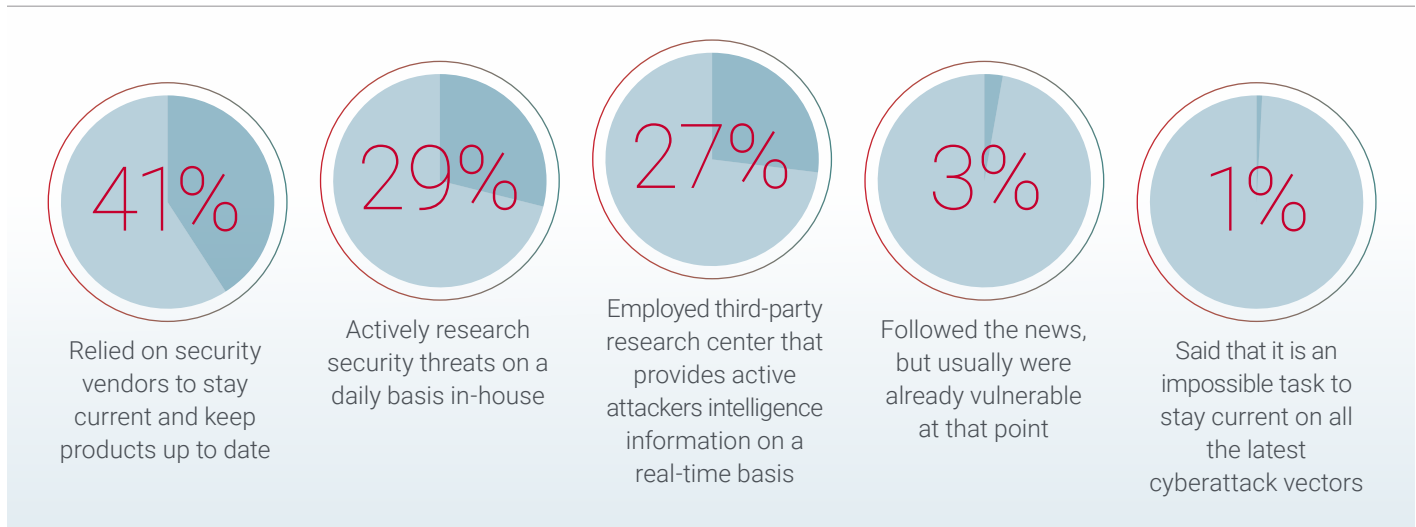 41%
Relied on security
vendors to stay
current and keep
products up to date
29%
Actively research
security threats on a
daily basis in-house
27%
Employed third-party
research center that
provides active
attackers intelligence
information on a
real-time basis
3%
Followed the news,
but usually were
already vulnerable
at that point
1%
Said that it is an
impossible task to
stay current on all
the latest
cyberattack vectors